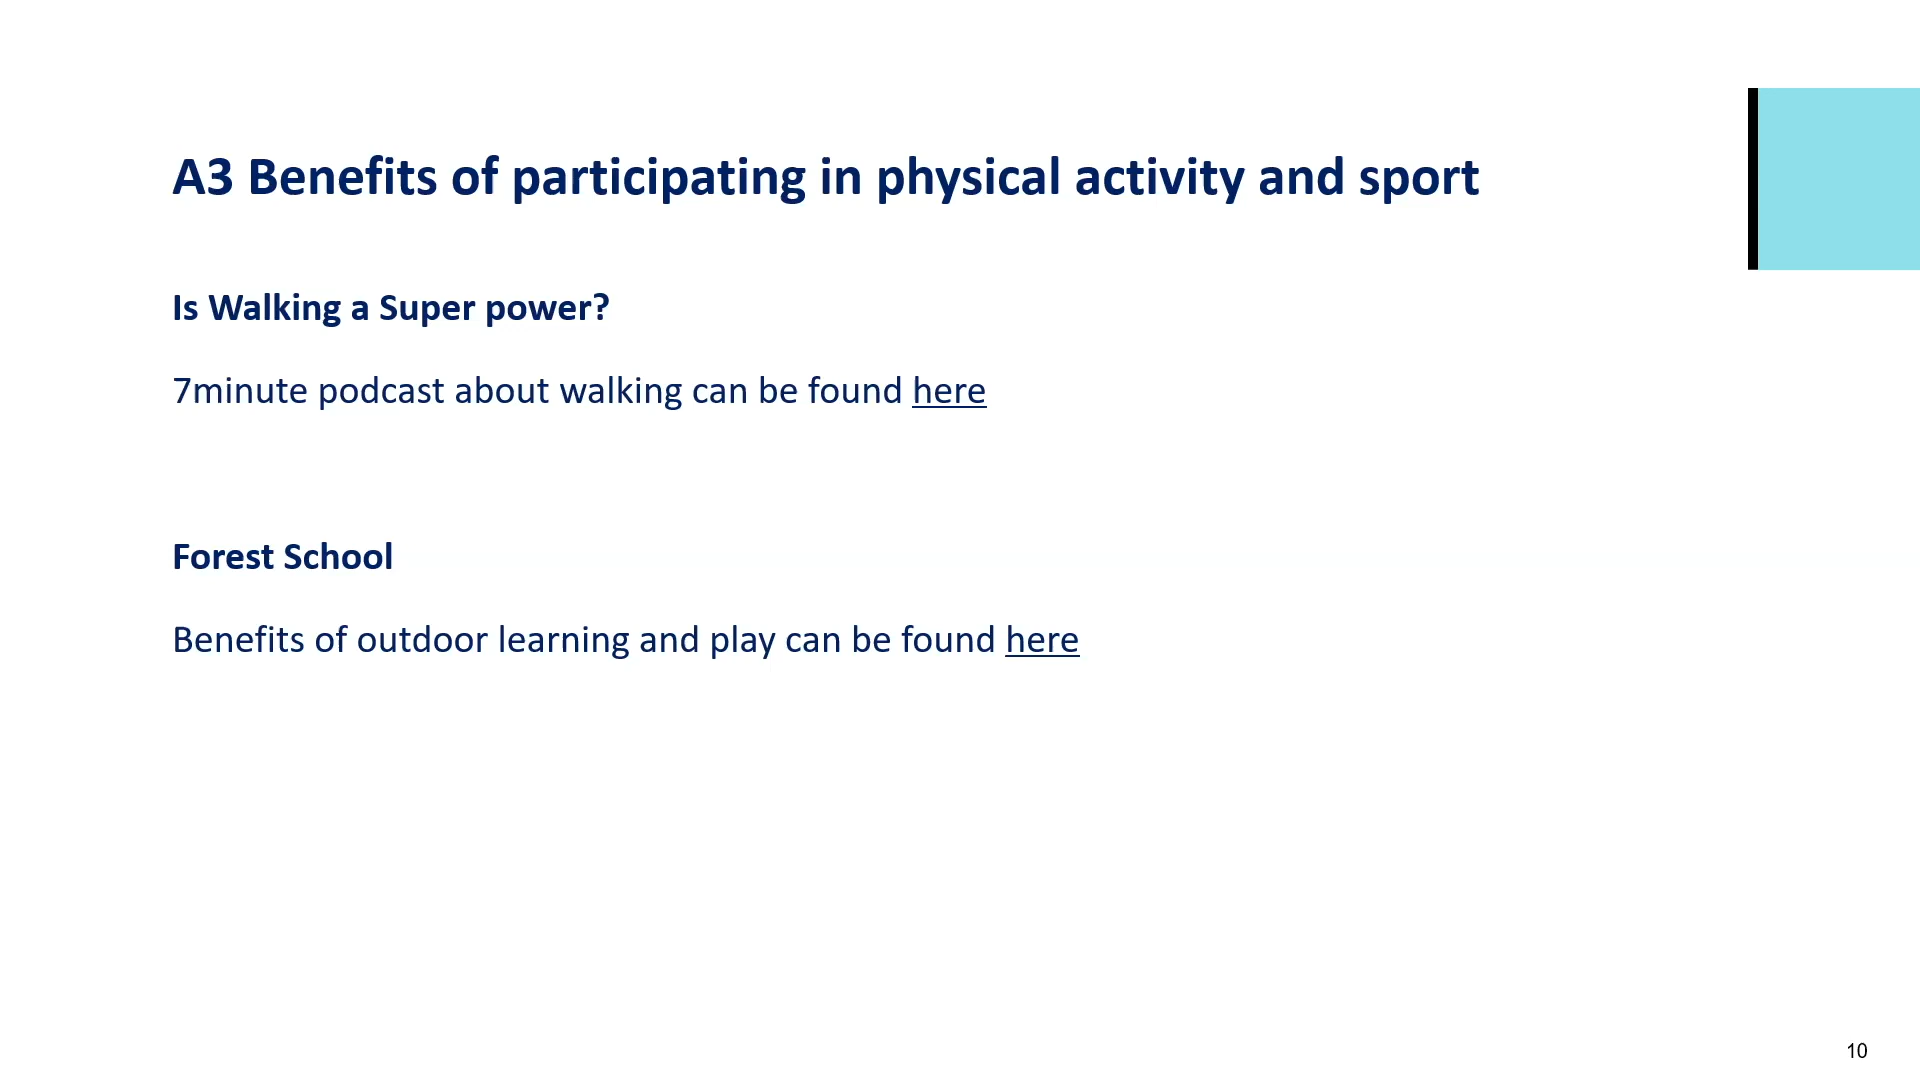 A3 Benefits of participating in physical activity and sport
Is Walking a Super power?
7minute podcast about walking can be found here
Forest School
Benefits of outdoor learning and play can be found here
10